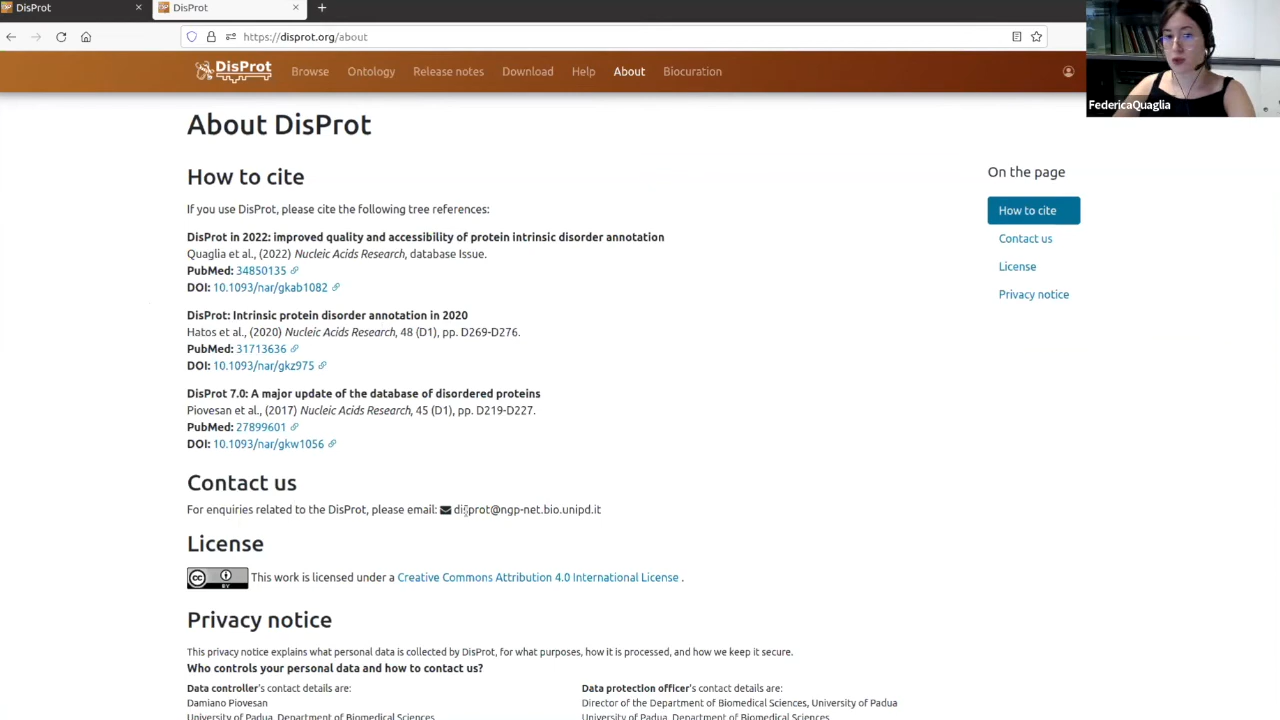 DisProt
DisProt
https://disprot.org/about
DisProt
Browse
Ontology
Release notes
Download
Help
About
Biocuration
FedericaQuaglia
About DisProt
How to cite
If you use DisProt, please cite the following tree references:
DisProt in 2022: improved quality and accessibility of protein intrinsic disorder annotation
Quaglia et al., (2022) Nucleic Acids Research, database Issue.
PubMed: 34850135
DOI: 10.1093/nar/gkab1082
DisProt: Intrinsic protein disorder annotation in 2020
Hatos et al., (2020) Nucleic Acids Research, 48 (D1), pp. D269-D276.
PubMed: 31713636
DOI: 10.1093/nar/gkz975
DisProt 7.0: A major update of the database of disordered proteins
Piovesan et al., (2017) Nucleic Acids Research, 45 (D1), pp. D219-D227.
PubMed: 27899601
DOI: 10.1093/nar/gkw1056
Contact us
For enquiries related to the DisProt, please email: disprot@ngp-net.bio.unipd.it
License
cc BY This work is licensed under a Creative Commons Attribution 4.0 International License .
Privacy notice
This privacy notice explains what personal data is collected by DisProt, for what purposes, how it is processed, and how we keep it secure.
Who controls your personal data and how to contact us?
Data controller's contact details are:
Damiano Piovesan
University of Padua, Department of Biomedical Sciences
Data protection officer's contact details are:
Director of the Department of Biomedical Sciences, University of Padua
University of Padua, Department of Biomedical Sciences
On the page
How to cite
Contact us
License
Privacy notice